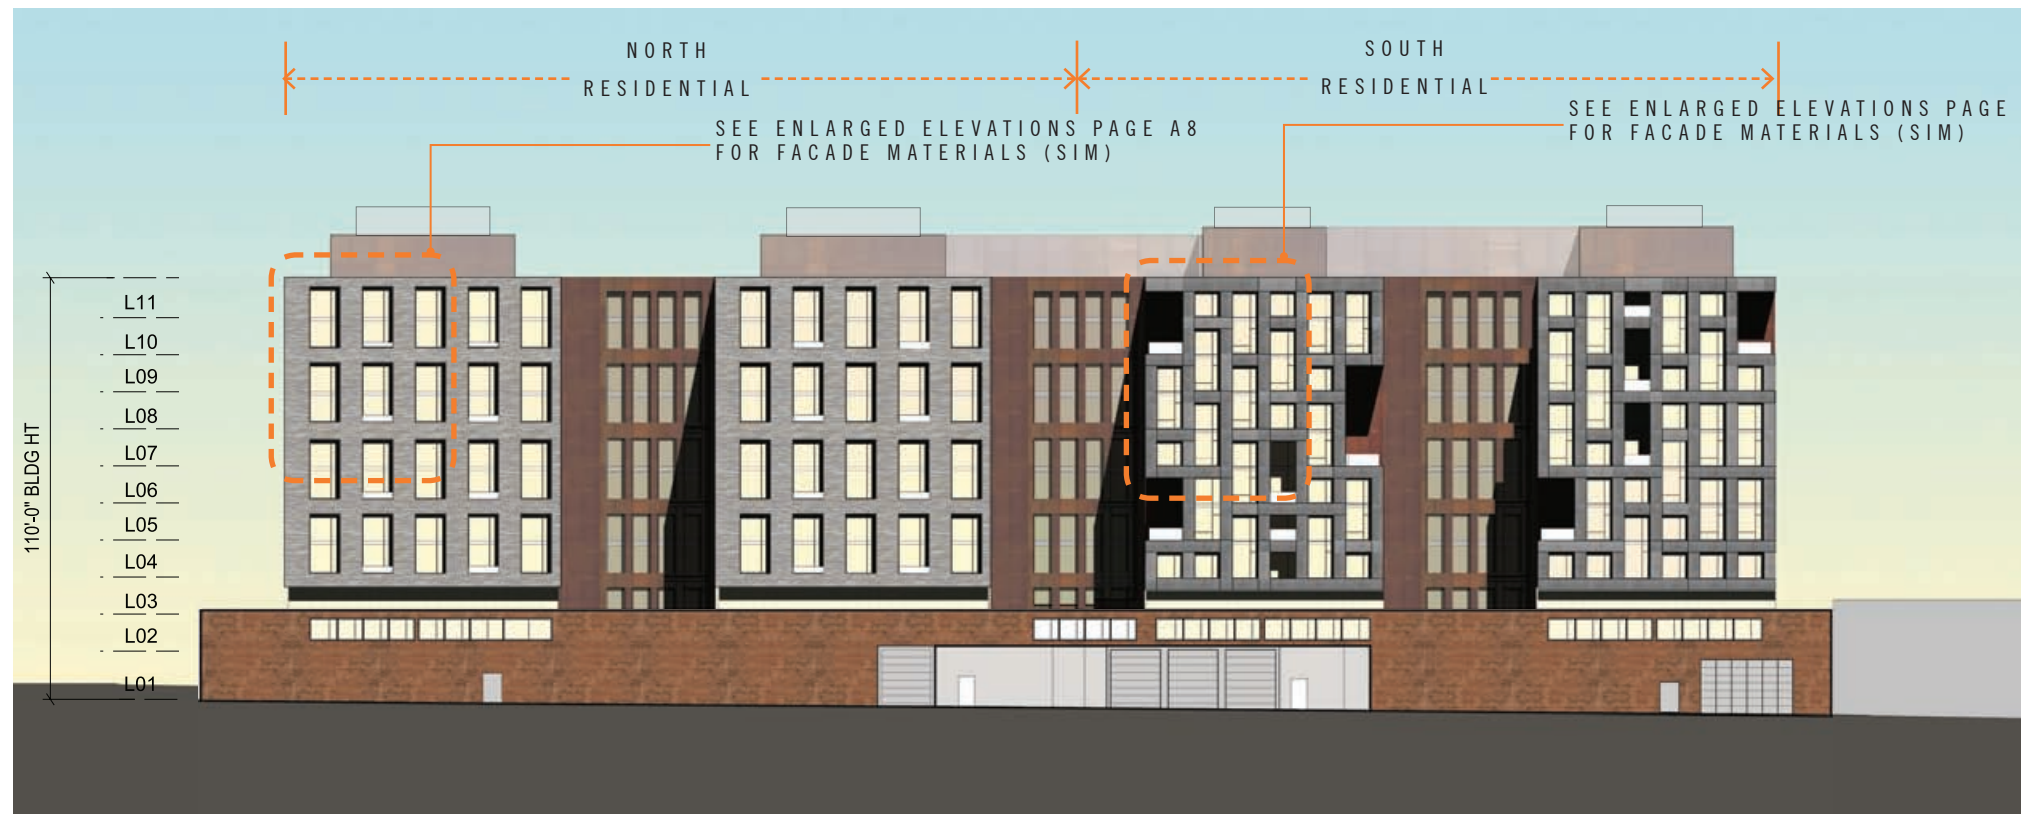 NORTH
RESIDENTIAL
SOUTH
RESIDENTIAL
SEE ENLARGED ELEVATIONS PAGE A8
FOR FACADE MATERIALS (SIM)
SEE ENLARGED ELEVATIONS PAGE
FOR FACADE MATERIALS (SIM)
L11
L10
L09
L08
L07
L06
L05
L04
L03
L02
L01
110'-0" BLDG HT